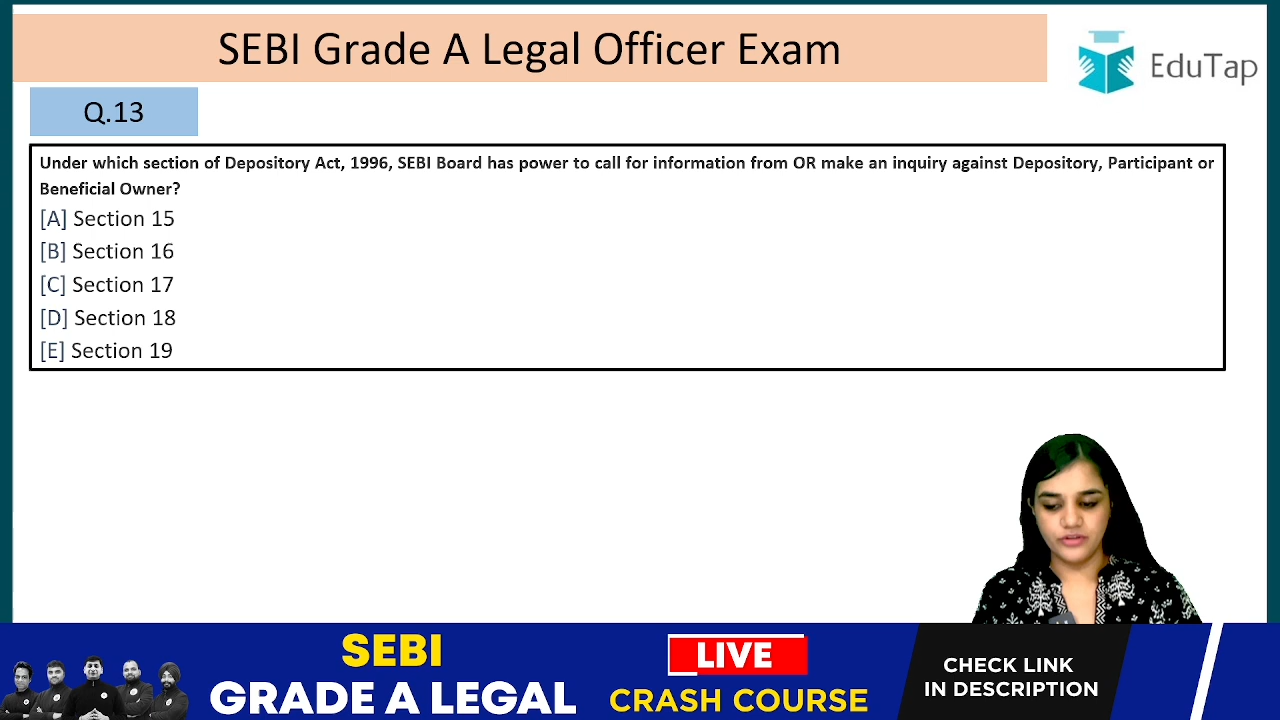 SEBI Grade A Legal Officer Exam
EduTap
Q.13
Under which section of Depository Act, 1996, SEBI Board has power to call for information from OR make an inquiry against Depository, Participant or
Beneficial Owner?
[A] Section 15
[B] Section 16
[C] Section 17
[D] Section 18
[E] Section 19
SEBI
GRADE A LEGAL
LIVE
CRASH COURSE
CHECK LINK
IN DESCRIPTION